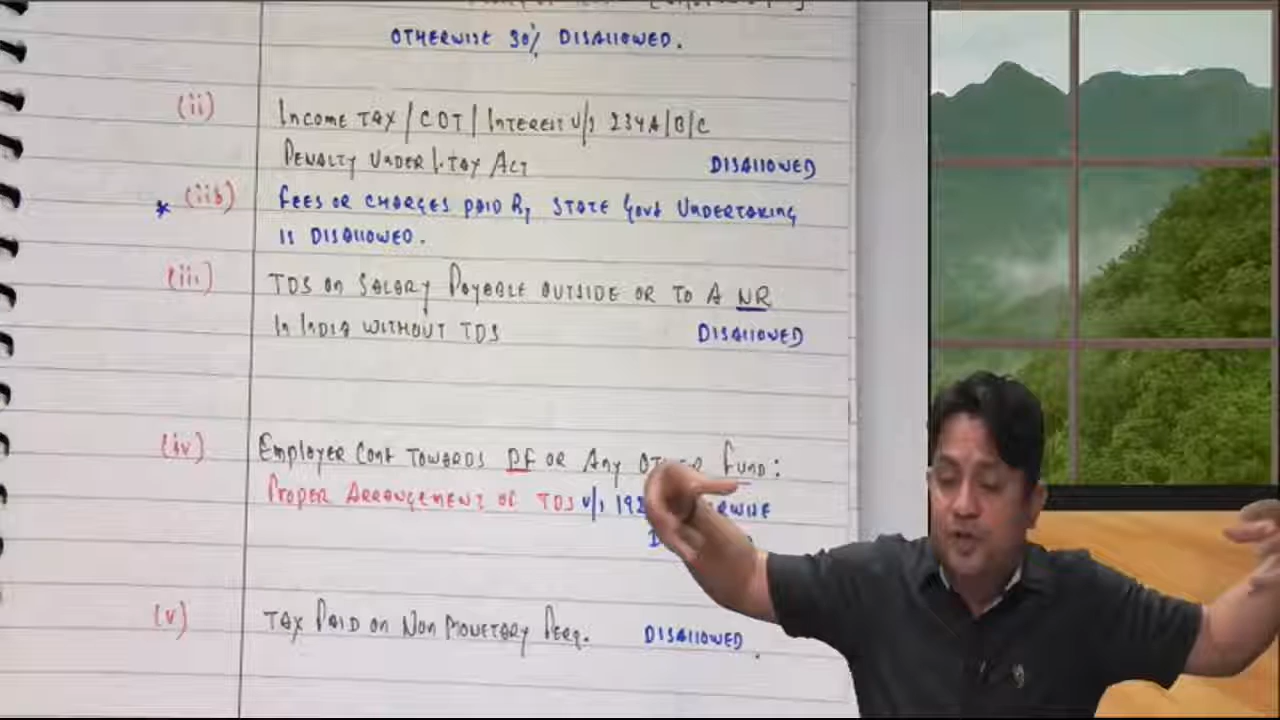 OTHERWISE 30% DISALLOWED.
(ii) INCOME TAX / CDT / INTEREST U/s 234A/B/C
PENALTY UNDER I.TAX ACT DISALLOWED
* (iib) FEES OR CHARGES PAID By STATE Govt UNDERTAKING
IS DISALLOWED.
(iii) TDS ON SALARY PAYABLE OUTSIDE OR TO A NR
IN INDIA WITHOUT TDS DISALLOWED
(iv) EMPLOYER CONT TOWARDS PF OR ANY FUND:
PROPER ARRANGEMENT OF TDS U/s
(v) TAX PAID ON NON MONETARY PERQ. DISALLOWED.